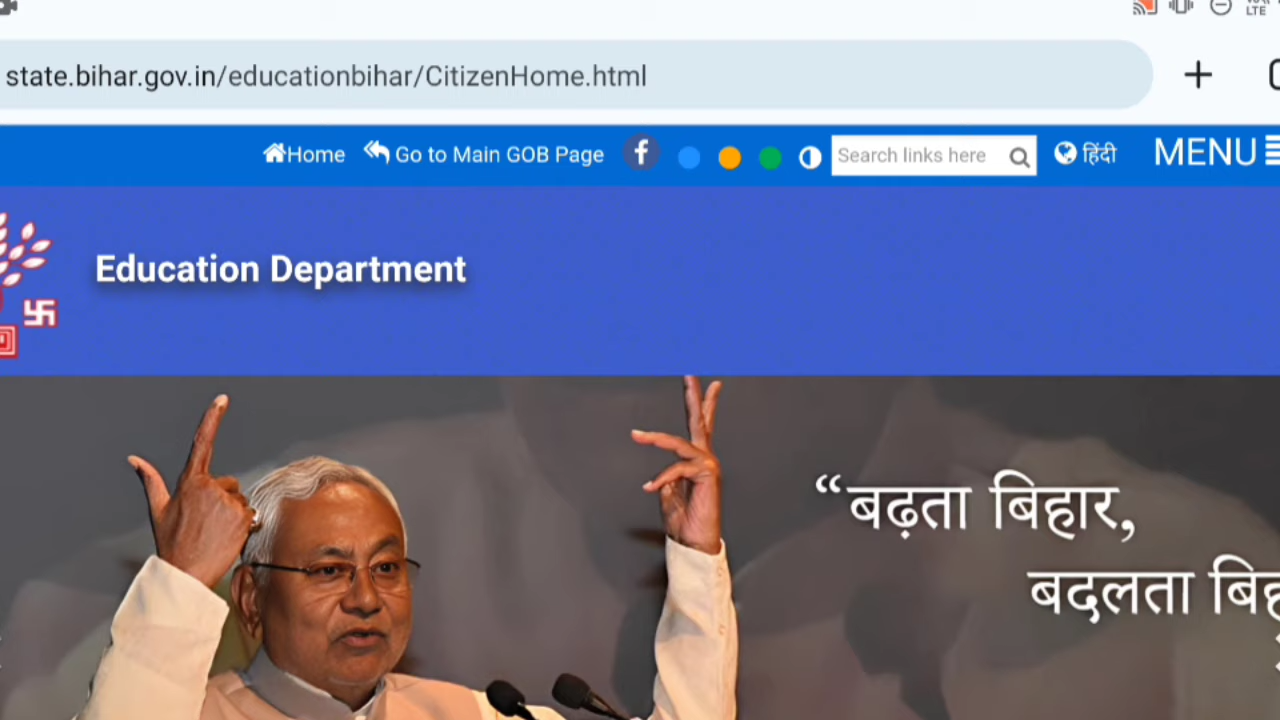 LTE
state.bihar.gov.in/educationbihar/CitizenHome.html
Home Go to Main GOB Page f Search links here हिंदी MENU
Education Department
“बढ़ता बिहार,
बदलता